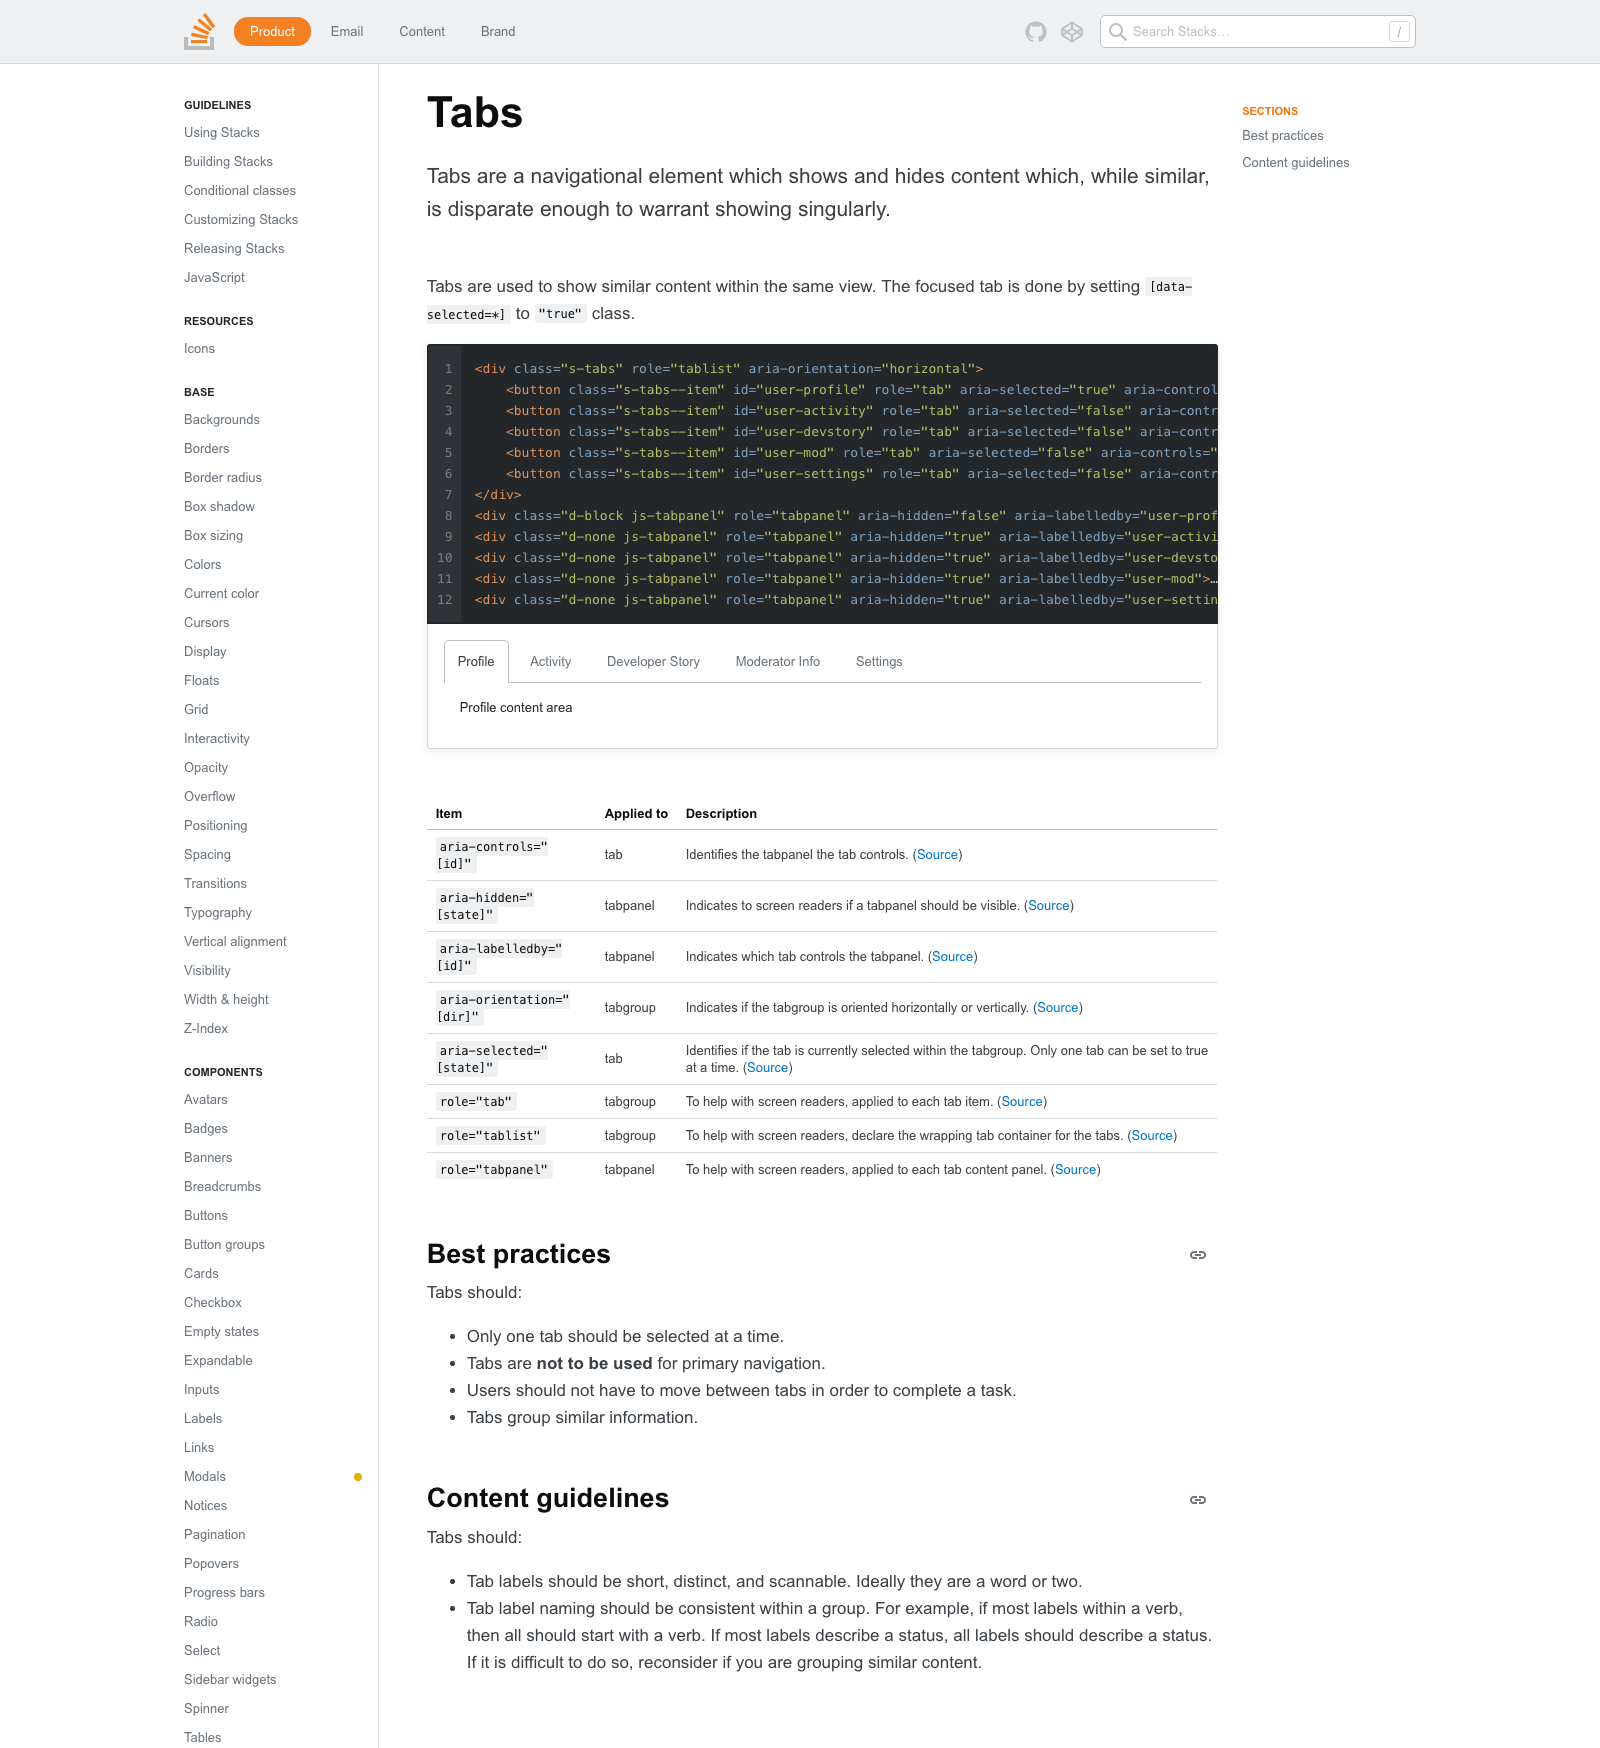 Product
Email
Content
Brand
Search Stacks…
/
GUIDELINES
Using Stacks
Building Stacks
Conditional classes
Customizing Stacks
Releasing Stacks
JavaScript
RESOURCES
Icons
BASE
Backgrounds
Borders
Border radius
Box shadow
Box sizing
Colors
Current color
Cursors
Display
Floats
Grid
Interactivity
Opacity
Overflow
Positioning
Spacing
Transitions
Typography
Vertical alignment
Visibility
Width & height
Z-Index
COMPONENTS
Avatars
Badges
Banners
Breadcrumbs
Buttons
Button groups
Cards
Checkbox
Empty states
Expandable
Inputs
Labels
Links
Modals
Notices
Pagination
Popovers
Progress bars
Radio
Select
Sidebar widgets
Spinner
Tables
Tabs
Tabs are a navigational element which shows and hides content which, while similar,
is disparate enough to warrant showing singularly.
Tabs are used to show similar content within the same view. The focused tab is done by setting [data-
selected=*] to "true" class.
1 <div class="s-tabs" role="tablist" aria-orientation="horizontal">
2 <button class="s-tabs--item" id="user-profile" role="tab" aria-selected="true" aria-control
3 <button class="s-tabs--item" id="user-activity" role="tab" aria-selected="false" aria-contr
4 <button class="s-tabs--item" id="user-devstory" role="tab" aria-selected="false" aria-contr
5 <button class="s-tabs--item" id="user-mod" role="tab" aria-selected="false" aria-controls="
6 <button class="s-tabs--item" id="user-settings" role="tab" aria-selected="false" aria-contr
7 </div>
8 <div class="d-block js-tabpanel" role="tabpanel" aria-hidden="false" aria-labelledby="user-prof
9 <div class="d-none js-tabpanel" role="tabpanel" aria-hidden="true" aria-labelledby="user-activi
10 <div class="d-none js-tabpanel" role="tabpanel" aria-hidden="true" aria-labelledby="user-devsto
11 <div class="d-none js-tabpanel" role="tabpanel" aria-hidden="true" aria-labelledby="user-mod">…
12 <div class="d-none js-tabpanel" role="tabpanel" aria-hidden="true" aria-labelledby="user-settin
Profile
Activity
Developer Story
Moderator Info
Settings
Profile content area
Item Applied to Description
aria-controls="
[id]"
tab
Identifies the tabpanel the tab controls. (Source)
aria-hidden="
[state]"
tabpanel
Indicates to screen readers if a tabpanel should be visible. (Source)
aria-labelledby="
[id]"
tabpanel
Indicates which tab controls the tabpanel. (Source)
aria-orientation="
[dir]"
tabgroup
Indicates if the tabgroup is oriented horizontally or vertically. (Source)
aria-selected="
[state]"
tab
Identifies if the tab is currently selected within the tabgroup. Only one tab can be set to true
at a time. (Source)
role="tab" tabgroup To help with screen readers, applied to each tab item. (Source)
role="tablist" tabgroup To help with screen readers, declare the wrapping tab container for the tabs. (Source)
role="tabpanel" tabpanel To help with screen readers, applied to each tab content panel. (Source)
Best practices
Tabs should:
• Only one tab should be selected at a time.
• Tabs are not to be used for primary navigation.
• Users should not have to move between tabs in order to complete a task.
• Tabs group similar information.
Content guidelines
Tabs should:
• Tab labels should be short, distinct, and scannable. Ideally they are a word or two.
• Tab label naming should be consistent within a group. For example, if most labels within a verb,
then all should start with a verb. If most labels describe a status, all labels should describe a status.
If it is difficult to do so, reconsider if you are grouping similar content.
SECTIONS
Best practices
Content guidelines